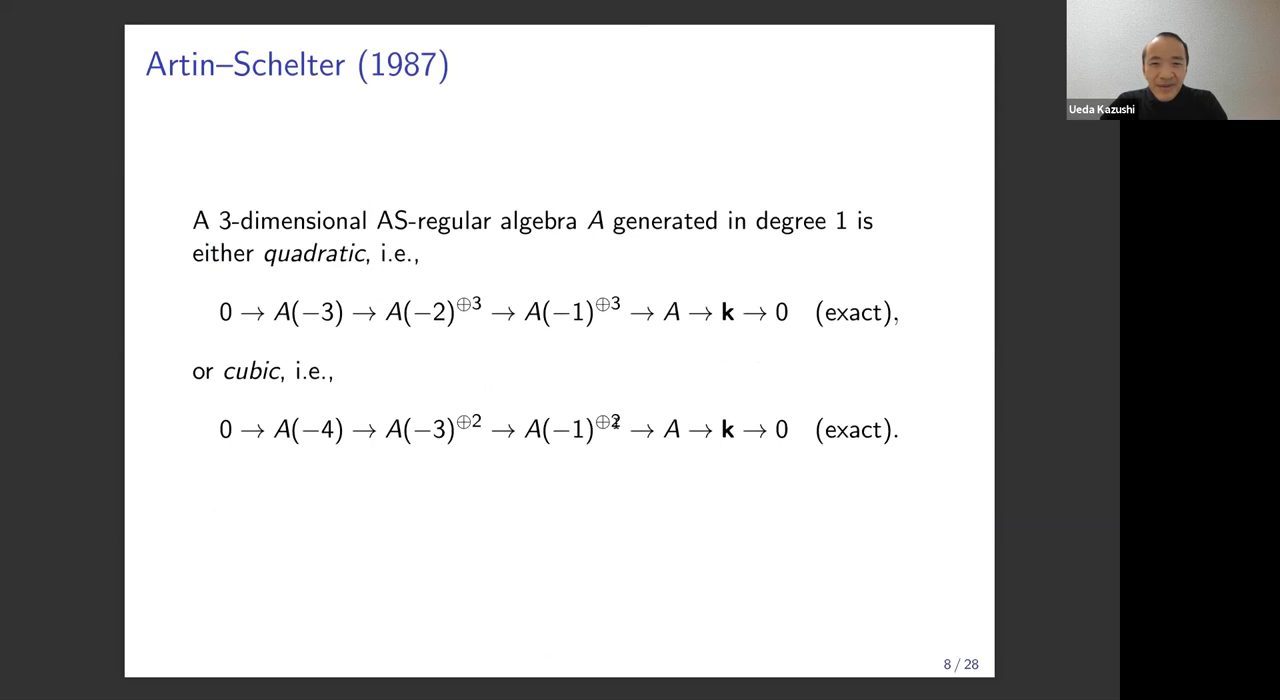 Artin–Schelter (1987)
A 3-dimensional AS-regular algebra A generated in degree 1 is
either quadratic, i.e.,
0 → A(−3) → A(−2)^{⊕3} → A(−1)^{⊕3} → A → k → 0 (exact),
or cubic, i.e.,
0 → A(−4) → A(−3)^{⊕2} → A(−1)^{⊕2} → A → k → 0 (exact).
8 / 28
Ueda Kazushi